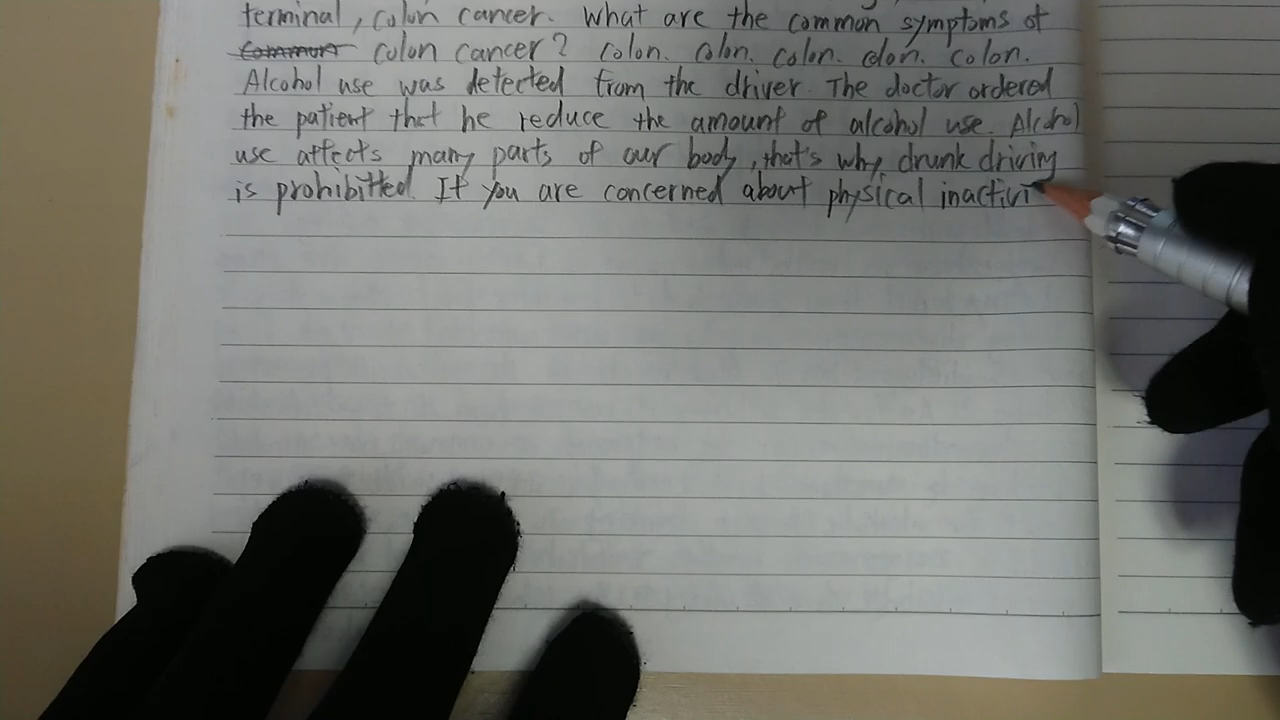 terminal, colon cancer. What are the common symptoms of
common colon cancer? colon. colon. colon. colon. colon.
Alcohol use was detected from the driver. The doctor ordered
the patient that he reduce the amount of alcohol use. Alcohol
use affects many parts of our body, that's why drunk driving
is prohibitted. If you are concerned about physical inactivi